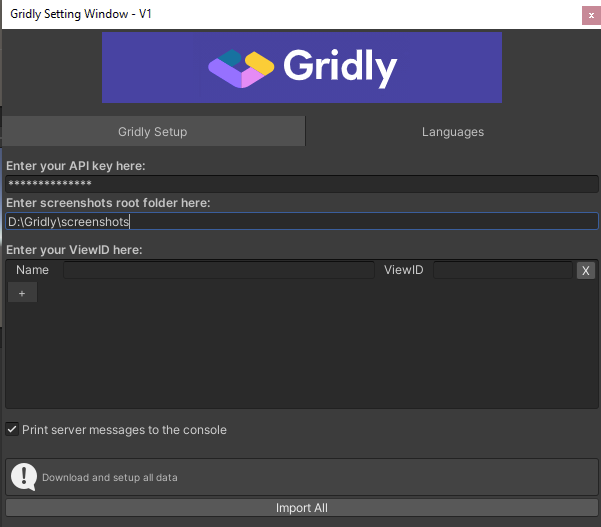 Gridly Setting Window - V1
x
Gridly
Gridly Setup Languages
Enter your API key here:
**************
Enter screenshots root folder here:
D:\Gridly\screenshots
Enter your ViewID here:
Name ViewID X
+
Print server messages to the console
Download and setup all data
Import All